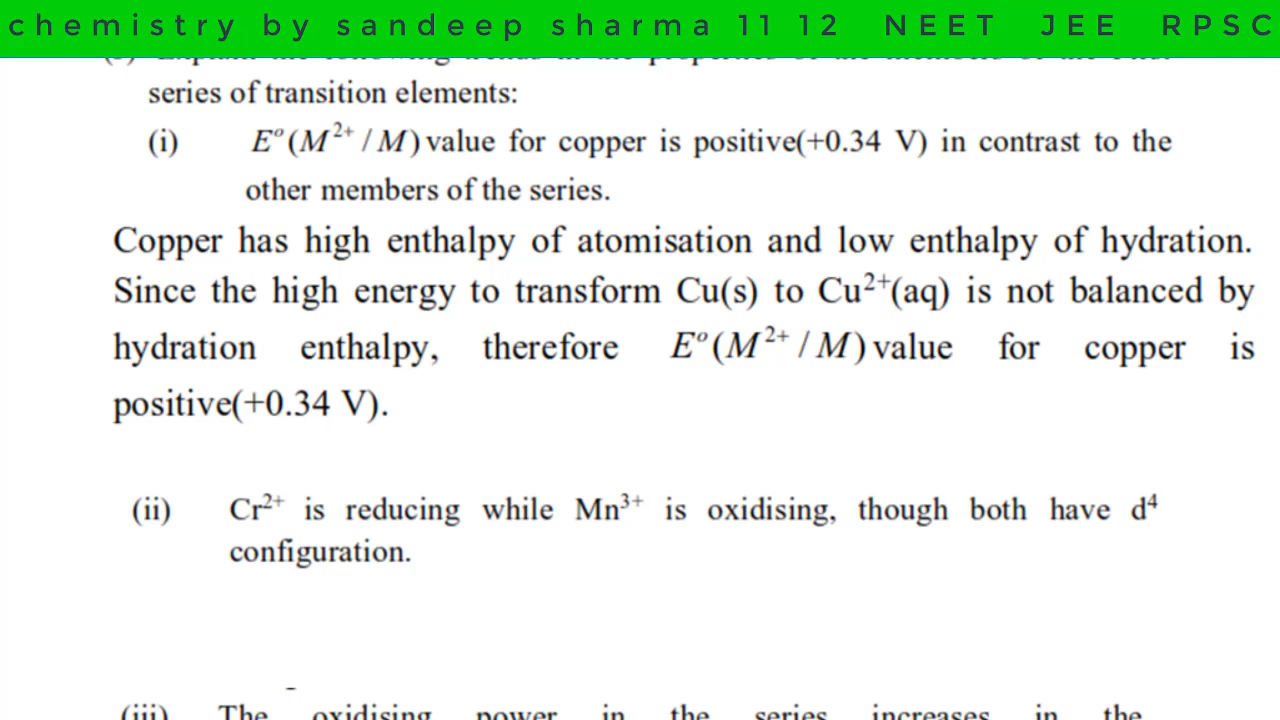 chemistry by sandeep sharma 11 12 NEET JEE RPSC
series of transition elements:
(i) E°(M²⁺ / M) value for copper is positive(+0.34 V) in contrast to the
other members of the series.
Copper has high enthalpy of atomisation and low enthalpy of hydration.
Since the high energy to transform Cu(s) to Cu²⁺(aq) is not balanced by
hydration enthalpy, therefore E°(M²⁺ / M) value for copper is
positive(+0.34 V).
(ii) Cr²⁺ is reducing while Mn³⁺ is oxidising, though both have d⁴
configuration.
(iii) The oxidising power in the series increases in the